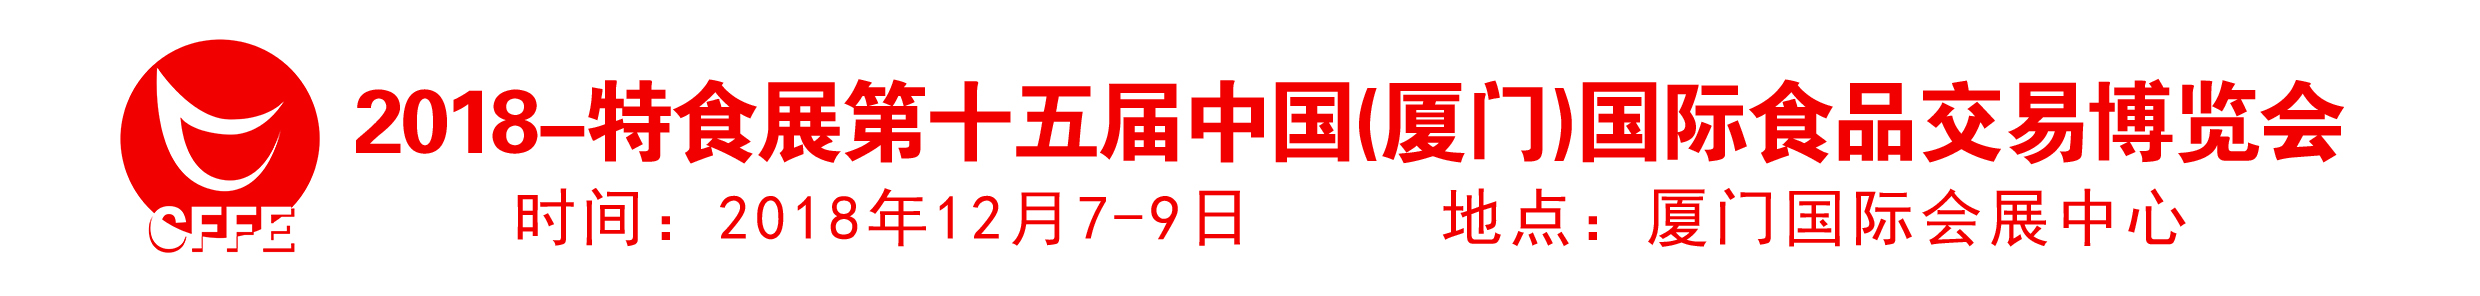 2018-特食展第十五届中国(厦门)国际食品交易博览会
CFFE
时间：2018年12月7-9日 地点：厦门国际会展中心